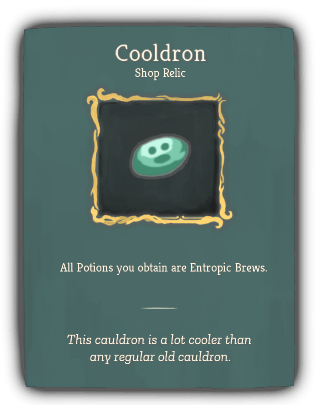 Cooldron
Shop Relic
All Potions you obtain are Entropic Brews.
This cauldron is a lot cooler than
any regular old cauldron.